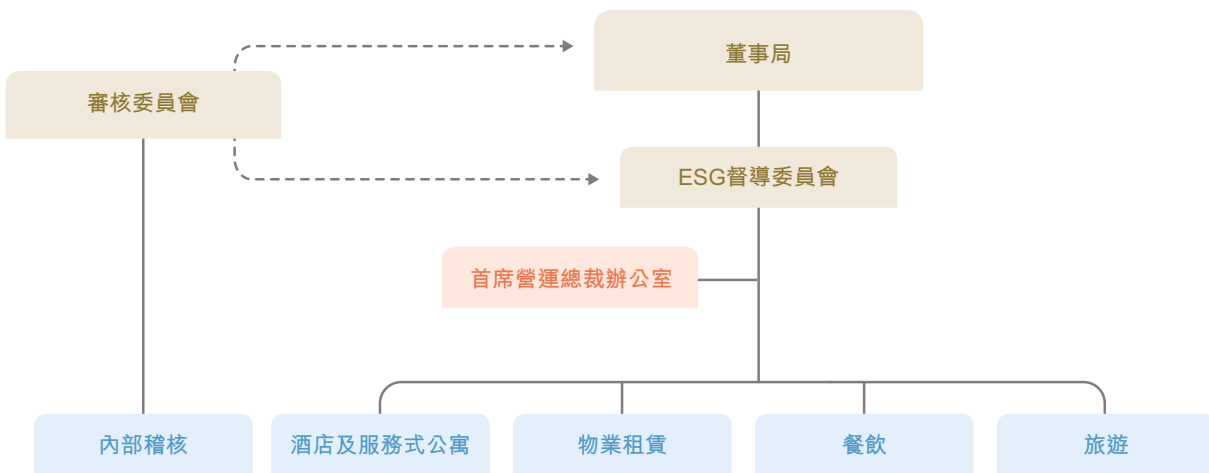 董事局
審核委員會
ESG督導委員會
首席營運總裁辦公室
內部稽核
酒店及服務式公寓
物業租賃
餐飲
旅遊